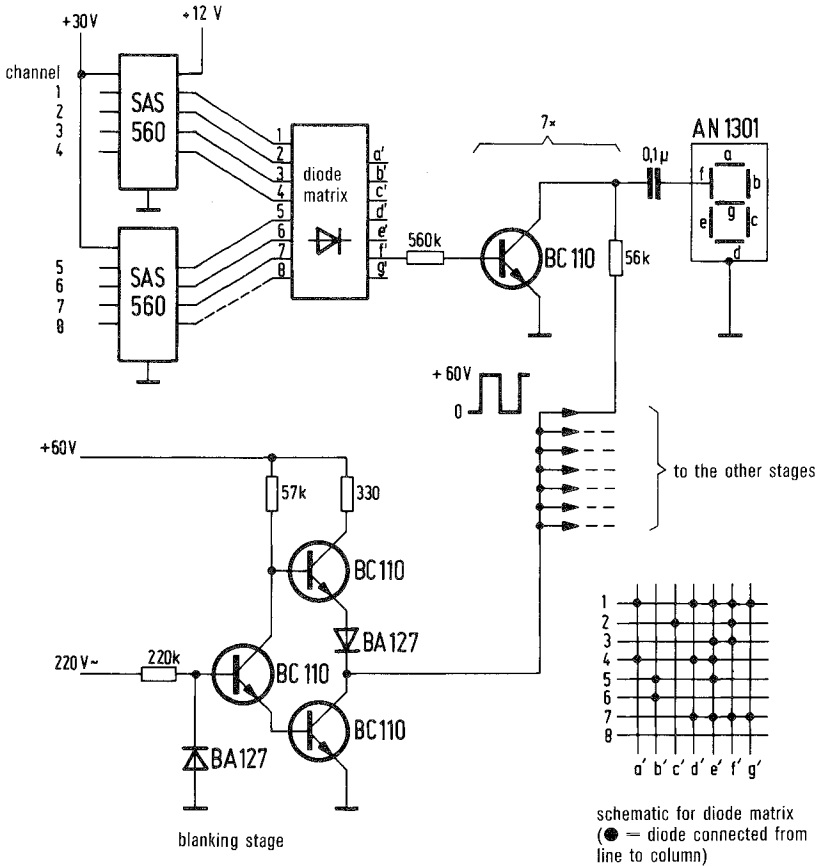 +30V
+12 V
channel
1
2
3
4
SAS
560
5
6
7
8
SAS
560
1
2
3
4
5
6
7
8
diode
matrix
a'
b'
c'
d'
e'
f'
g'
560k
7×
BC 110
0,1µ
56k
AN 1301
a
f
b
g
e
c
d
+ 60V
0
to the other stages
+60V
57k
330
BC 110
BA127
220V~
220k
BC 110
BC110
BA127
blanking stage
1
2
3
4
5
6
7
8
a' b' c' d' e' f' g'
schematic for diode matrix
(● = diode connected from
line to column)